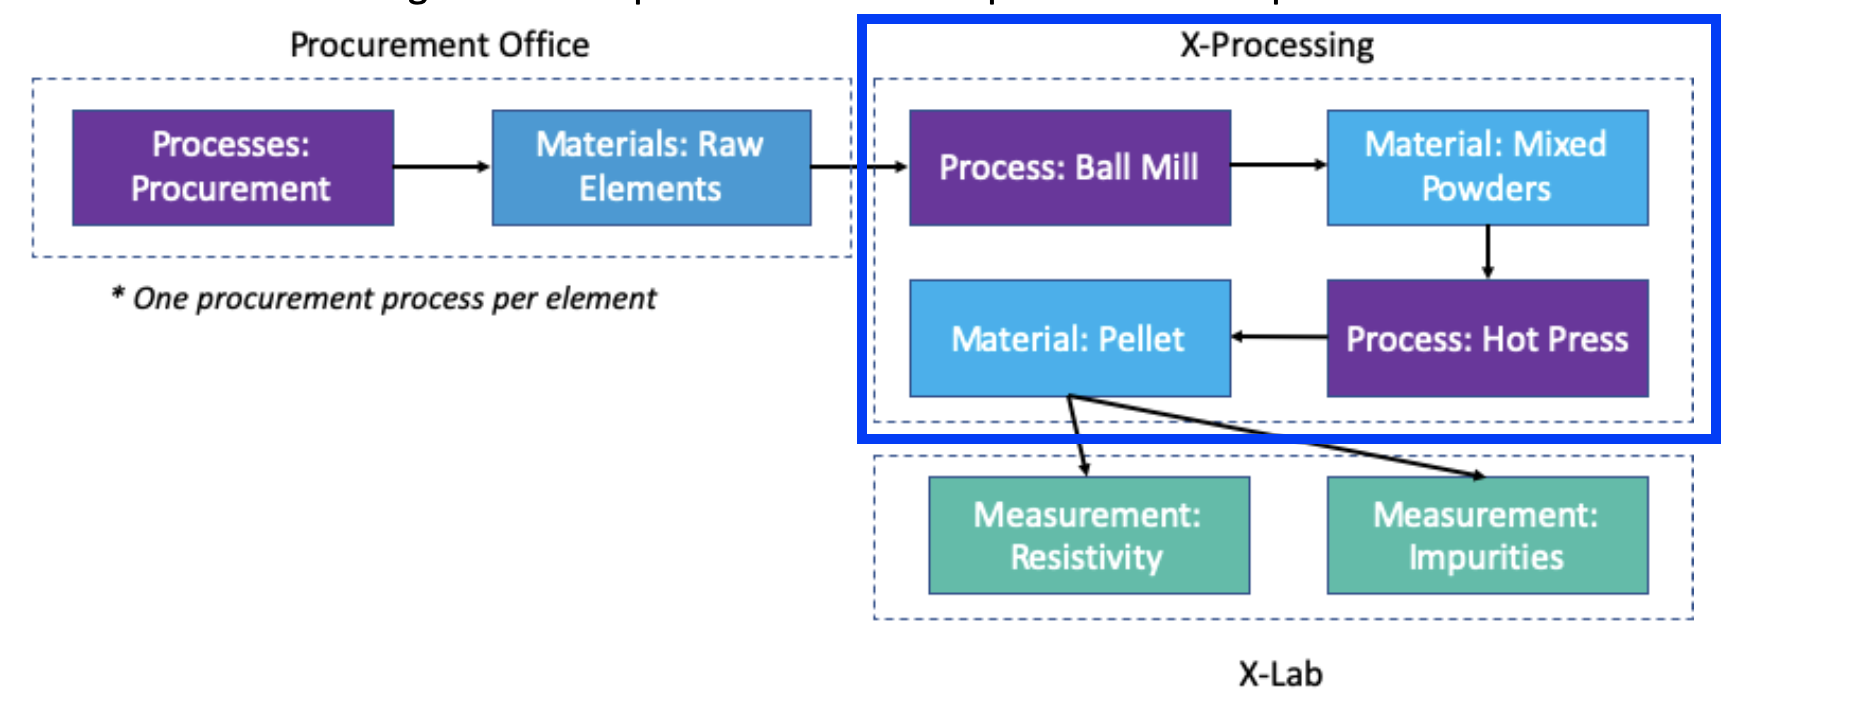 Procurement Office
X-Processing
Processes:
Procurement
Materials: Raw
Elements
Process: Ball Mill
Material: Mixed
Powders
* One procurement process per element
Material: Pellet
Process: Hot Press
Measurement:
Resistivity
Measurement:
Impurities
X-Lab